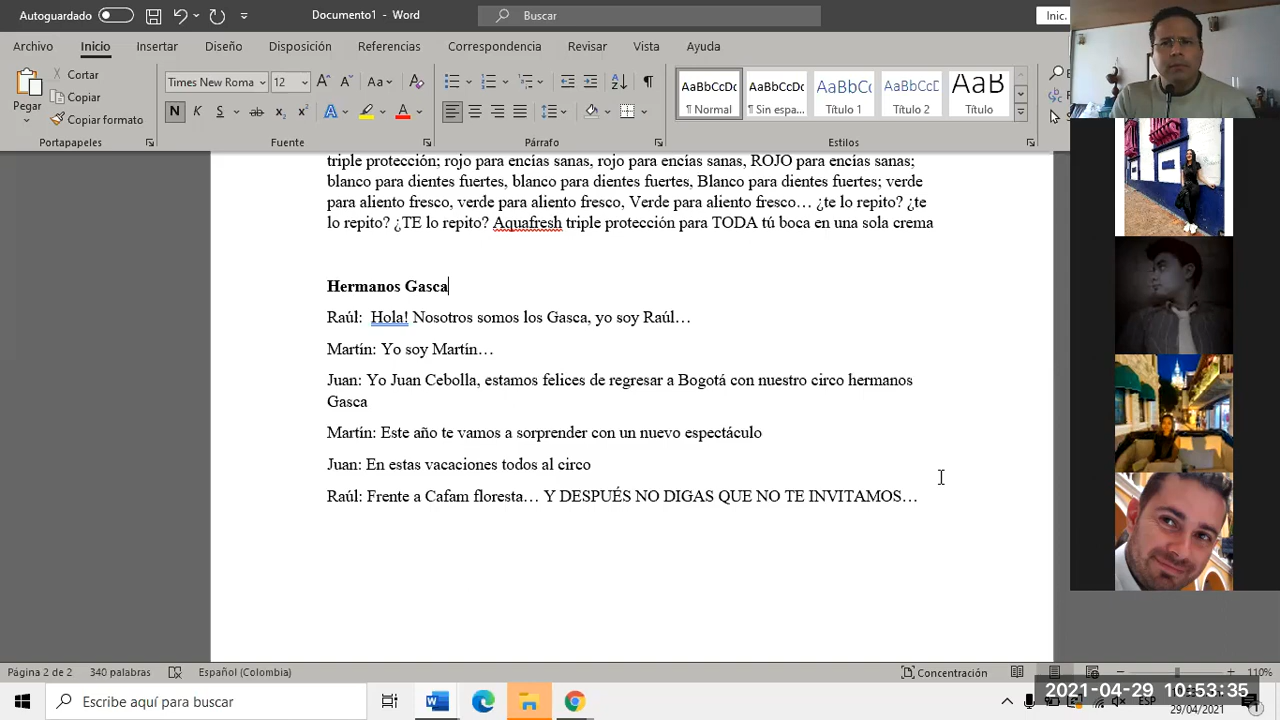 Autoguardado
Documento1 - Word
Buscar
Inic.
Archivo Inicio Insertar Diseño Disposición Referencias Correspondencia Revisar Vista Ayuda
Pegar
Cortar
Copiar
Copiar formato
Portapapeles
Times New Roma 12
Fuente
Párrafo
AaBbCcDc
¶ Normal
AaBbCcDc
¶ Sin espa...
AaBbCc
Título 1
AaBbCcD
Título 2
AaB
Título
Estilos
triple protección; rojo para encías sanas, rojo para encías sanas, ROJO para encías sanas;
blanco para dientes fuertes, blanco para dientes fuertes, Blanco para dientes fuertes; verde
para aliento fresco, verde para aliento fresco, Verde para aliento fresco… ¿te lo repito? ¿te
lo repito? ¿TE lo repito? Aquafresh triple protección para TODA tú boca en una sola crema
Hermanos Gasca
Raúl: Hola! Nosotros somos los Gasca, yo soy Raúl…
Martín: Yo soy Martín…
Juan: Yo Juan Cebolla, estamos felices de regresar a Bogotá con nuestro circo hermanos
Gasca
Martín: Este año te vamos a sorprender con un nuevo espectáculo
Juan: En estas vacaciones todos al circo
Raúl: Frente a Cafam floresta… Y DESPUÉS NO DIGAS QUE NO TE INVITAMOS…
Página 2 de 2 340 palabras Español (Colombia) Concentración 110%
Escribe aquí para buscar
ESP
2021-04-29 10:53:35
29/04/2021